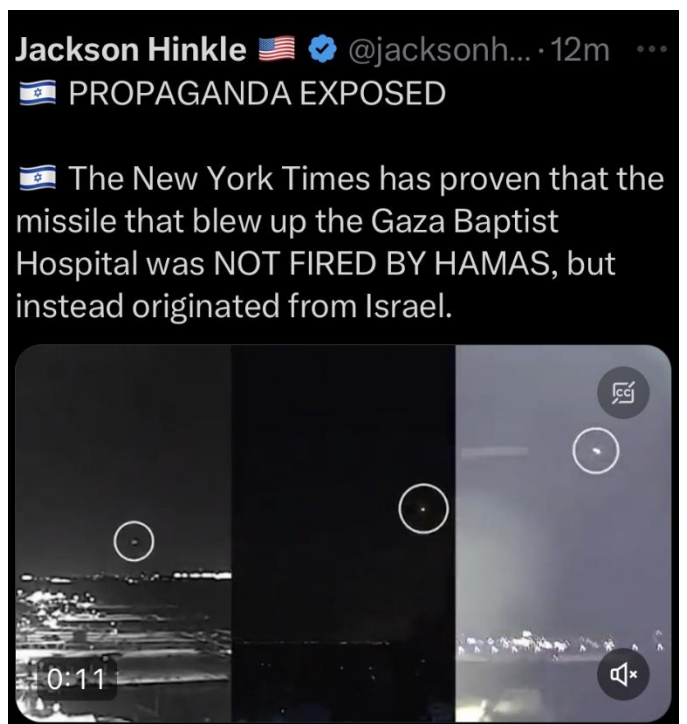 Jackson Hinkle 🇺🇸 @jacksonh... · 12m
🇮🇱 PROPAGANDA EXPOSED
🇮🇱 The New York Times has proven that the
missile that blew up the Gaza Baptist
Hospital was NOT FIRED BY HAMAS, but
instead originated from Israel.
CC
0:11